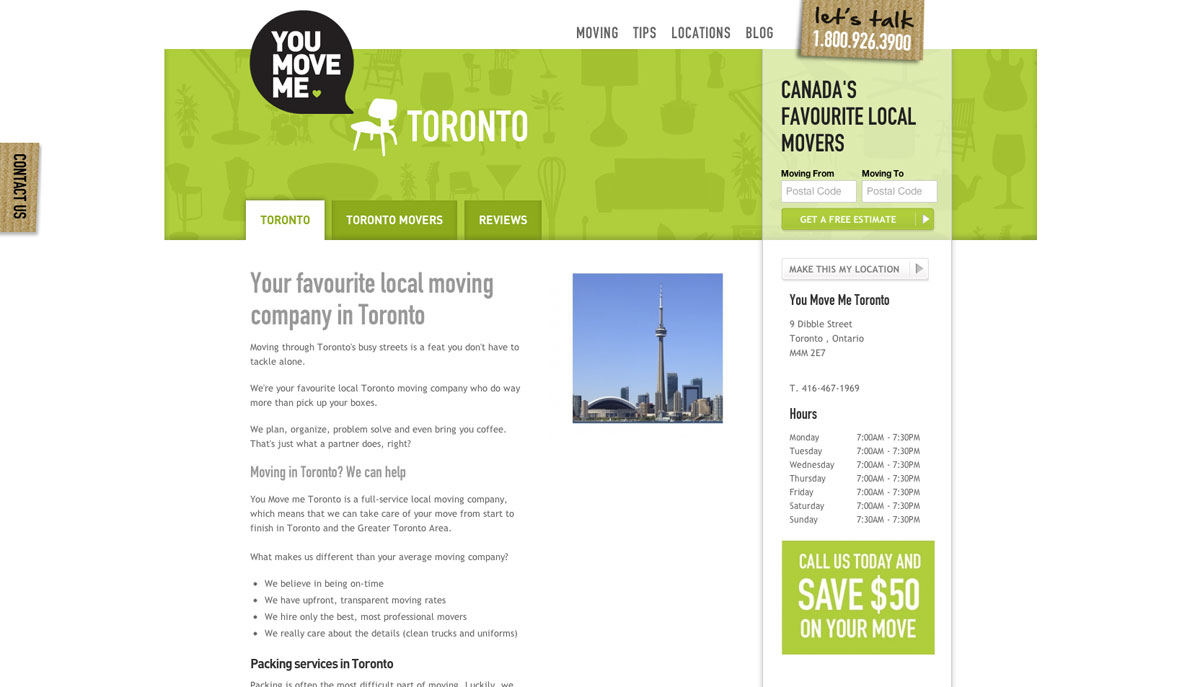 YOU
MOVE
ME
MOVING
TIPS
LOCATIONS
BLOG
let's talk
1.800.926.3900
TORONTO
CONTACT US
TORONTO
TORONTO MOVERS
REVIEWS
CANADA'S
FAVOURITE LOCAL
MOVERS
Moving From Moving To
Postal Code Postal Code
GET A FREE ESTIMATE
Your favourite local moving
company in Toronto
Moving through Toronto's busy streets is a feat you don't have to
tackle alone.
We're your favourite local Toronto moving company who do way
more than pick up your boxes.
We plan, organize, problem solve and even bring you coffee.
That's just what a partner does, right?
Moving in Toronto? We can help
You Move me Toronto is a full-service local moving company,
which means that we can take care of your move from start to
finish in Toronto and the Greater Toronto Area.
What makes us different than your average moving company?
• We believe in being on-time
• We have upfront, transparent moving rates
• We hire only the best, most professional movers
• We really care about the details (clean trucks and uniforms)
Packing services in Toronto
Packing is often the most difficult part of moving. Luckily, we
MAKE THIS MY LOCATION
You Move Me Toronto
9 Dibble Street
Toronto , Ontario
M4M 2E7
T. 416-467-1969
Hours
Monday 7:00AM - 7:30PM
Tuesday 7:00AM - 7:30PM
Wednesday 7:00AM - 7:30PM
Thursday 7:00AM - 7:30PM
Friday 7:00AM - 7:30PM
Saturday 7:00AM - 7:30PM
Sunday 7:30AM - 7:30PM
CALL US TODAY AND
SAVE $50
ON YOUR MOVE